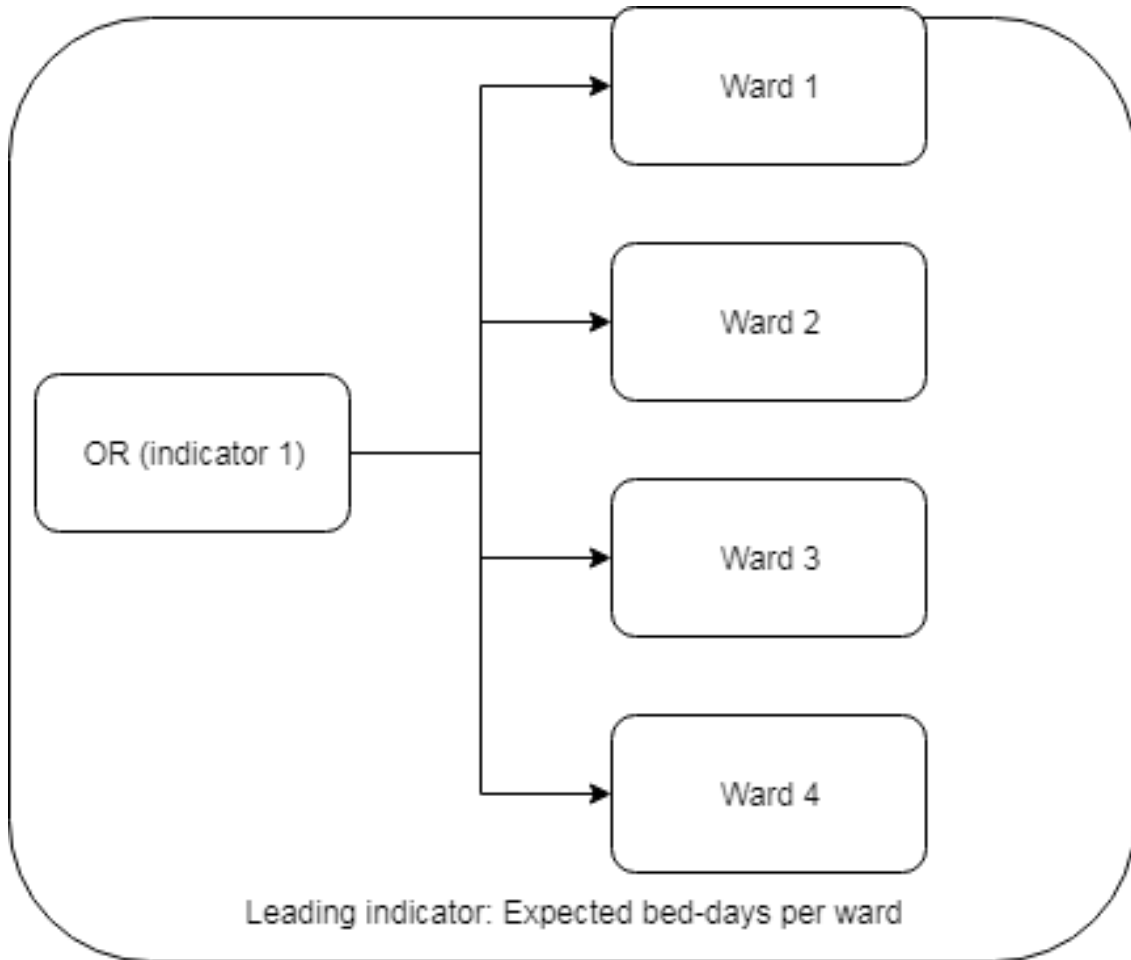 Ward 1
Ward 2
OR (indicator 1)
Ward 3
Ward 4
Leading indicator: Expected bed-days per ward